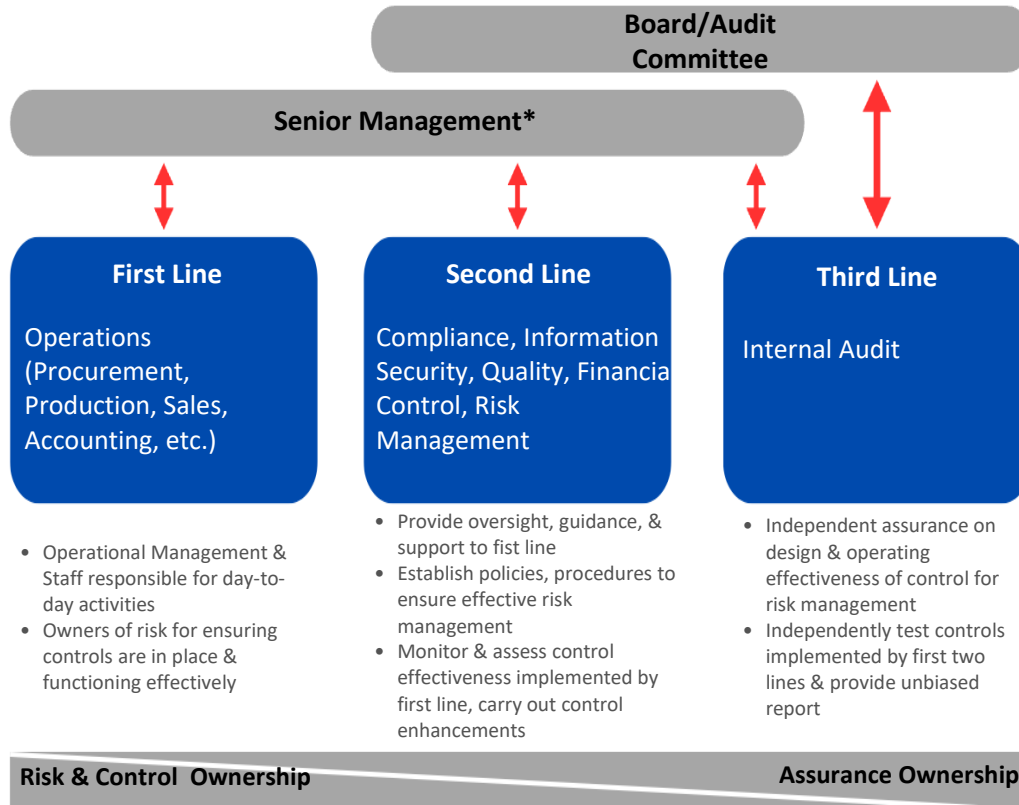 Board/Audit
Committee
Senior Management*
First Line
Operations
(Procurement,
Production, Sales,
Accounting, etc.)
Second Line
Compliance, Information
Security, Quality, Financia
Control, Risk
Management
Third Line
Internal Audit
• Operational Management &
Staff responsible for day-to-
day activities
• Owners of risk for ensuring
controls are in place &
functioning effectively
• Provide oversight, guidance, &
support to fist line
• Establish policies, procedures to
ensure effective risk
management
• Monitor & assess control
effectiveness implemented by
first line, carry out control
enhancements
• Independent assurance on
design & operating
effectiveness of control for
risk management
• Independently test controls
implemented by first two
lines & provide unbiased
report
Risk & Control Ownership
Assurance Ownership